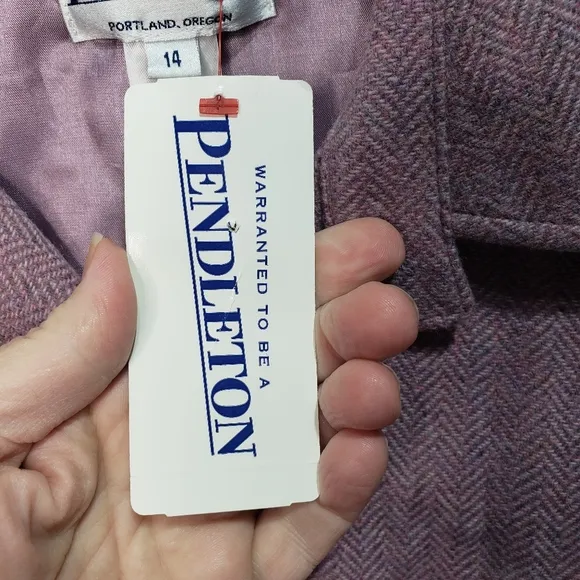 PORTLAND, OREGON
14
WARRANTED TO BE A
PENDLETON